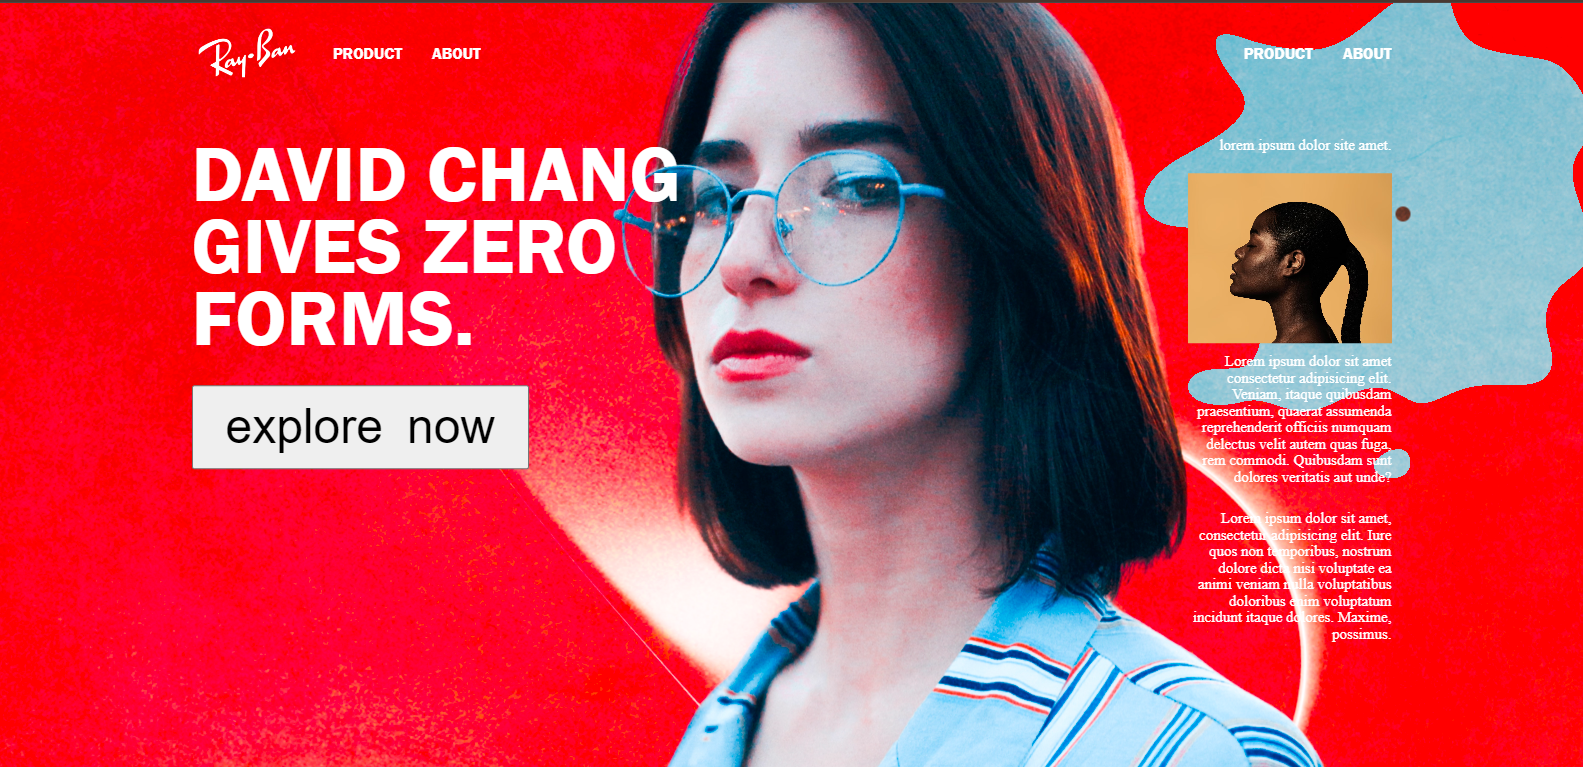 Ray-Ban PRODUCT ABOUT PRODUCT ABOUT
DAVID CHANG
GIVES ZERO
FORMS.
explore now
lorem ipsum dolor site amet.
Lorem ipsum dolor sit amet
consectetur adipisicing elit.
Veniam, itaque quibusdam
praesentium, quaerat assumenda
reprehenderit officiis numquam
delectus velit autem quas fuga,
rem commodi. Quibusdam sunt
dolores veritatis aut unde?
Lorem ipsum dolor sit amet,
consectetur adipisicing elit. Iure
quos non temporibus, nostrum
dolore dicta nisi voluptate ea
animi veniam nulla voluptatibus
doloribus enim voluptatum
incidunt itaque dolores. Maxime,
possimus.